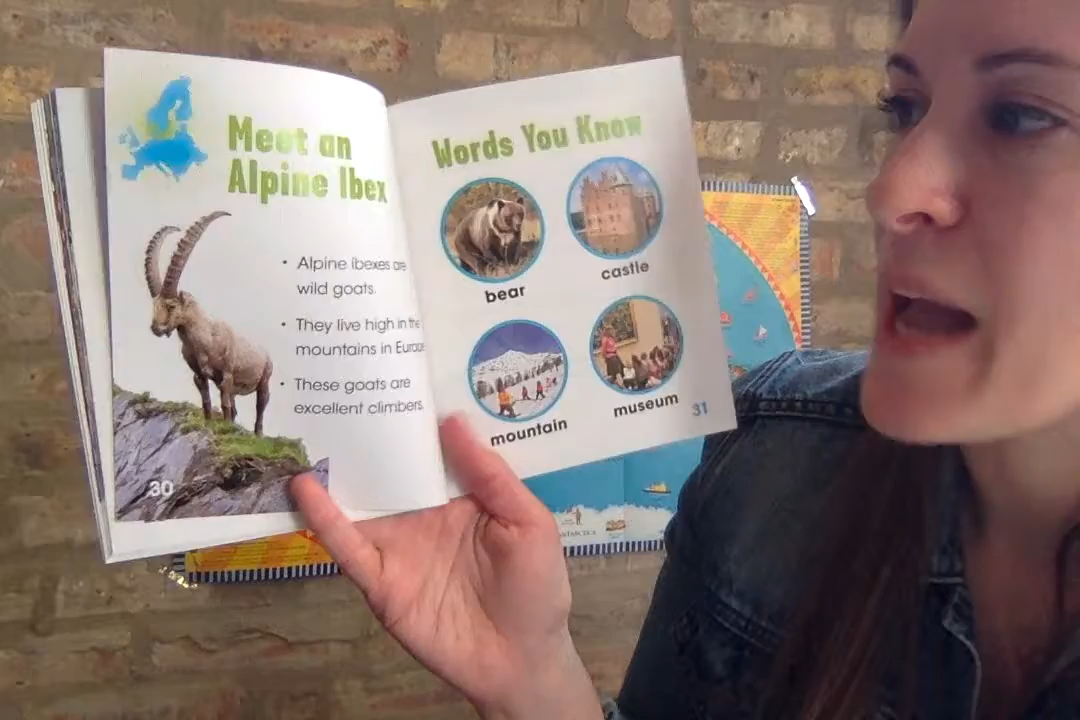 Meet an
Alpine Ibex
• Alpine ibexes are
wild goats.
• They live high in the
mountains in Europe.
• These goats are
excellent climbers.
30
Words You Know
bear
castle
mountain
museum
31
ANTARCTICA